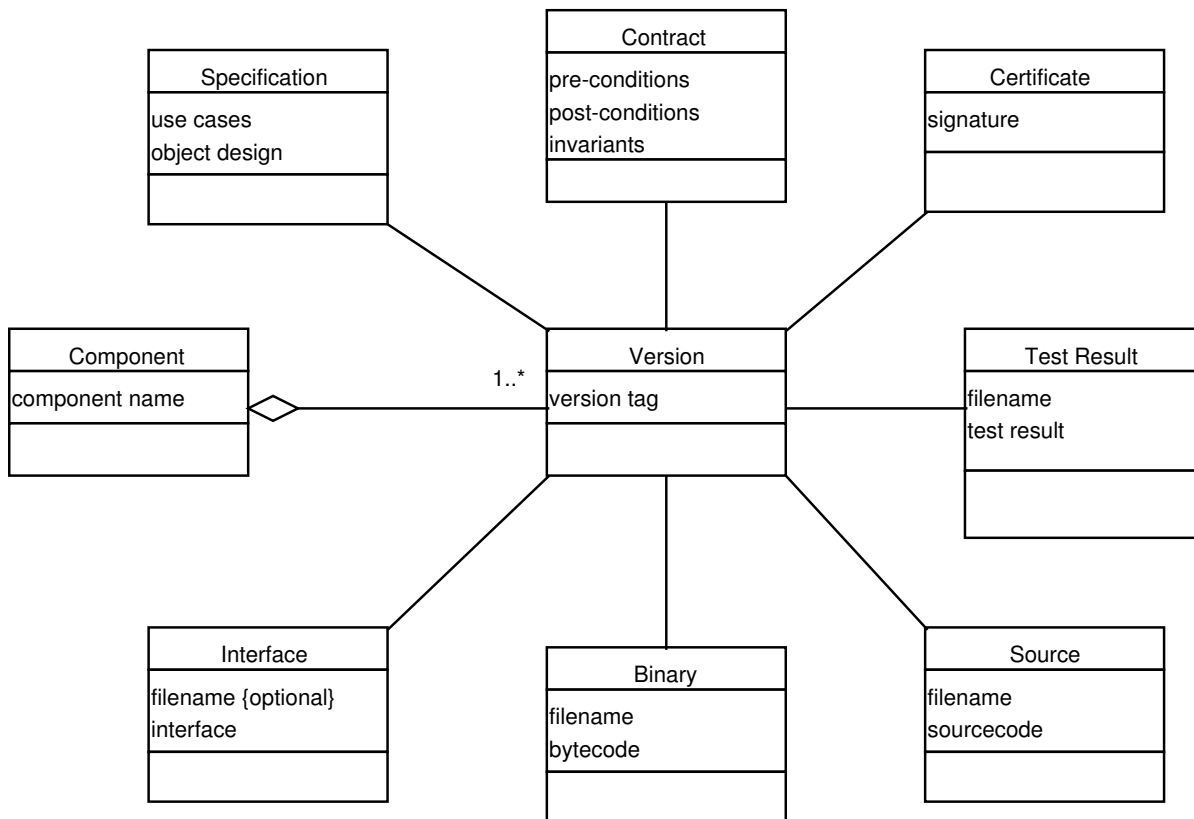 Contract
pre-conditions
post-conditions
invariants
Specification
use cases
object design
Certificate
signature
Component
component name
1..*
Version
version tag
Test Result
filename
test result
Interface
filename {optional}
interface
Binary
filename
bytecode
Source
filename
sourcecode